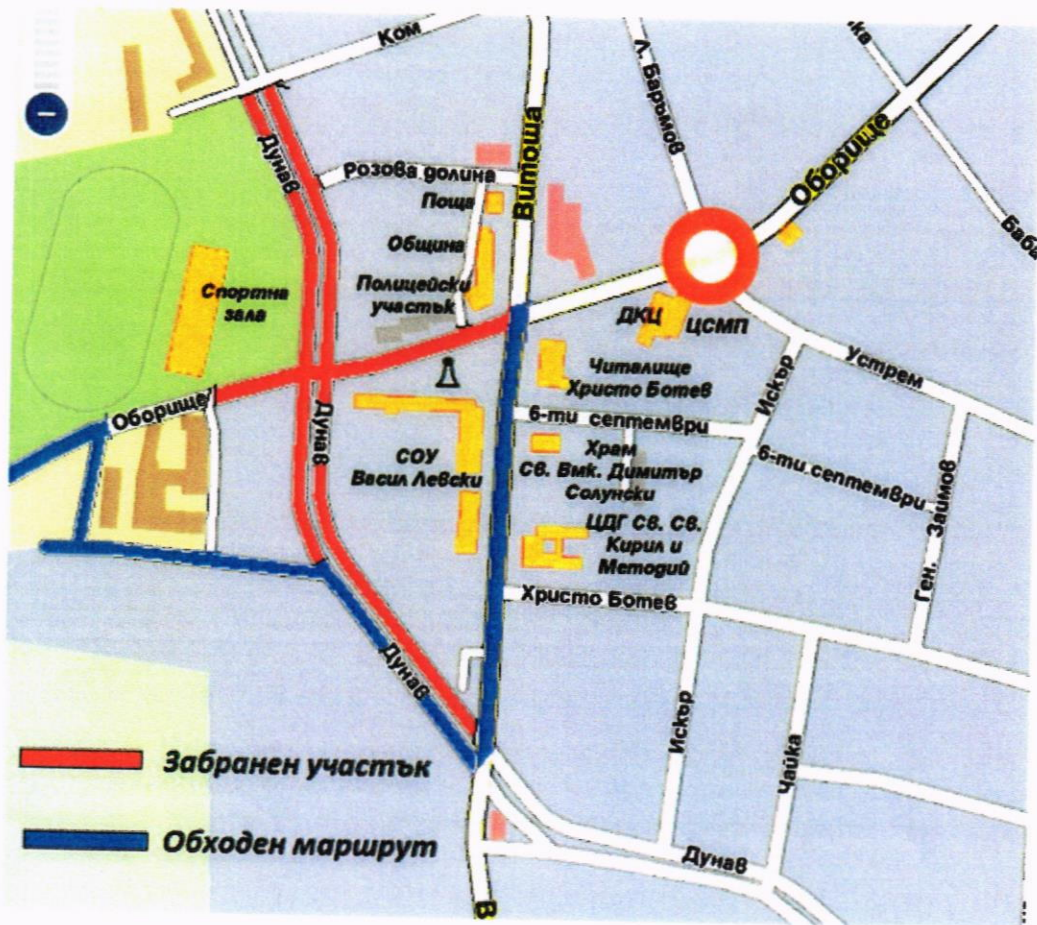 Ком
Л. Баръмов
Оборище
Дунав
Розова долина
Витоша
Поща
Община
Полицейски
участък
Спортна
зала
ДКЦ
ЦСМП
Устрем
Читалище
Христо Ботев
Искър
Оборище
Дунав
6-ти септември
СОУ
Васил Левски
Храм
Св. Вмк. Димитър
Солунски
6-ти септември
Ген. Заимов
ЦДГ Св. Св.
Кирил и
Методий
Христо Ботев
Дунав
Искър
Чайка
Забранен участък
Обходен маршрут
Дунав
В